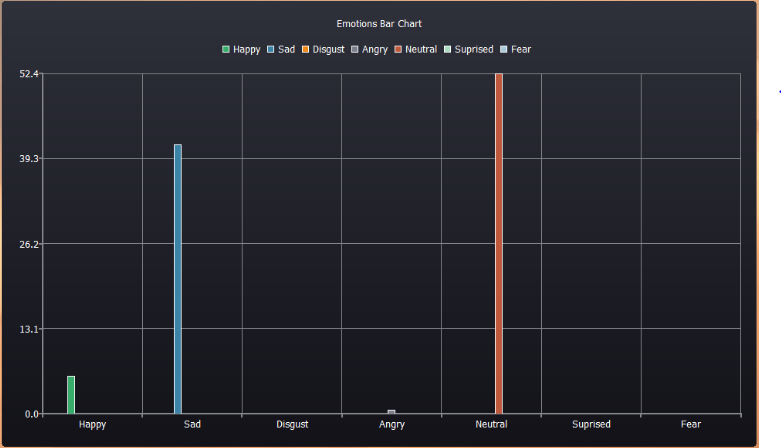 Emotions Bar Chart
Happy Sad Disgust Angry Neutral Suprised Fear
52.4
39.3
26.2
13.1
0.0
Happy Sad Disgust Angry Neutral Suprised Fear